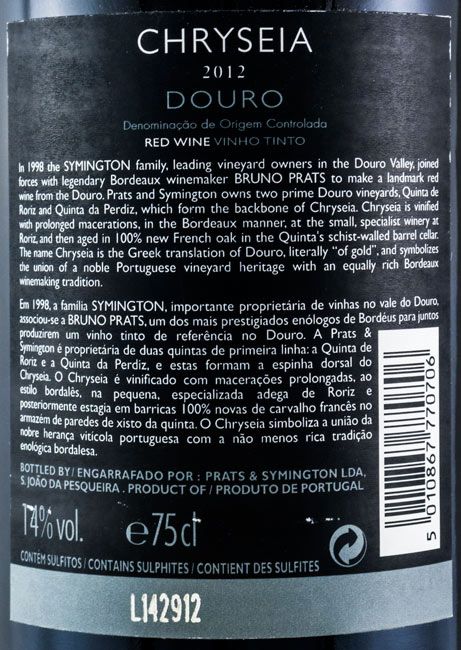 CHRYSEIA
2012
DOURO
Denominação de Origem Controlada
RED WINE VINHO TINTO
In 1998 the SYMINGTON family, leading vineyard owners in the Douro Valley, joined
forces with legendary Bordeaux winemaker BRUNO PRATS to make a landmark red
wine from the Douro. Prats and Symington owns two prime Douro vineyards, Quinta de
Roriz and Quinta da Perdiz, which form the backbone of Chryseia. Chryseia is vinified
with prolonged macerations, in the Bordeaux manner, at the small, specialist winery at
Roriz, and then aged in 100% new French oak in the Quinta's schist-walled barrel cellar.
The name Chryseia is the Greek translation of Douro, literally "of gold", and symbolizes
the union of a noble Portuguese vineyard heritage with an equally rich Bordeaux
winemaking tradition.
Em 1998, a família SYMINGTON, importante proprietária de vinhas no vale do Douro,
associou-se a BRUNO PRATS, um dos mais prestigiados enólogos de Bordéus para juntos
produzirem um vinho tinto de referência no Douro. A Prats &
Symington é proprietária de duas quintas de primeira linha: a Quinta de
Roriz e a Quinta da Perdiz, e estas formam a espinha dorsal do
Chryseia. O Chryseia é vinificado com macerações prolongadas, ao
estilo bordalês, na pequena, especializada adega de Roriz e
posteriormente estagia em barricas 100% novas de carvalho francês no
armazém de paredes de xisto da quinta. O Chryseia simboliza a união da
nobre herança vitícola portuguesa com a não menos rica tradição
enológica bordalesa.
BOTTLED BY / ENGARRAFADO POR : PRATS & SYMINGTON LDA,
S. JOÃO DA PESQUEIRA . PRODUCT OF / PRODUTO DE PORTUGAL
14% vol. e75cl
CONTÉM SULFITOS / CONTAINS SULPHITES / CONTIENT DES SULFITES
5 010867 770706
L142912